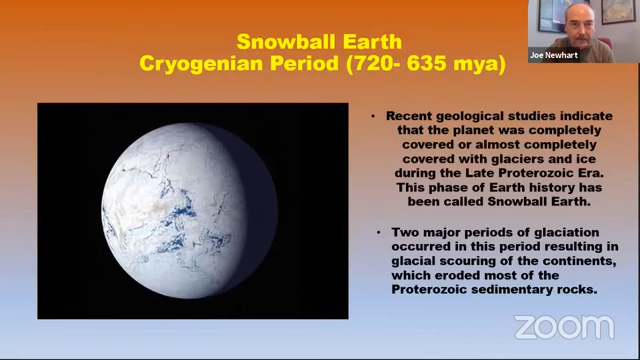 Snowball Earth
Cryogenian Period (720- 635 mya)
Joe Newhart
• Recent geological studies indicate
that the planet was completely
covered or almost completely
covered with glaciers and ice
during the Late Proterozoic Era.
This phase of Earth history has
been called Snowball Earth.
• Two major periods of glaciation
occurred in this period resulting in
glacial scouring of the continents,
which eroded most of the
Proterozoic sedimentary rocks.
zoom